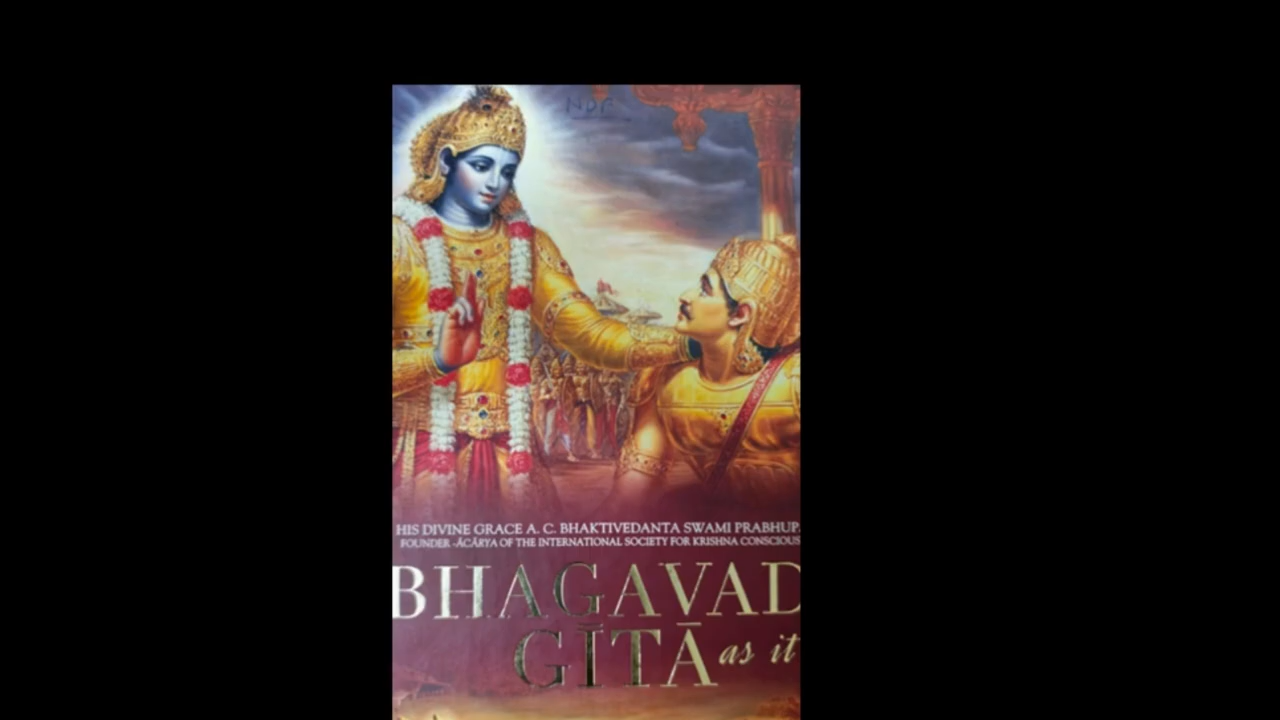 NDF
HIS DIVINE GRACE A. C. BHAKTIVEDANTA SWAMI PRABHUP
FOUNDER -ĀCĀRYA OF THE INTERNATIONAL SOCIETY FOR KRISHNA CONSCIOUS
BHAGAVAD
GĪTĀ as it